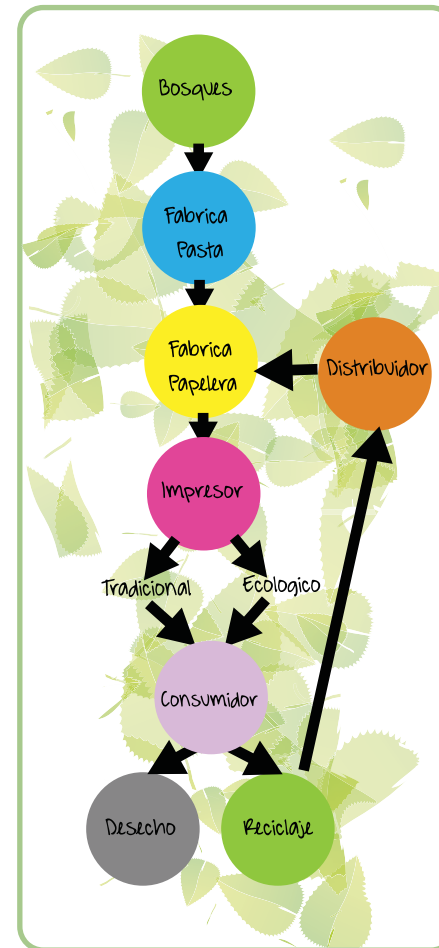 Bosques
Fabrica
Pasta
Fabrica
Papelera
Distribuidor
Impresor
Tradicional
Ecologico
Consumidor
Desecho
Reciclaje